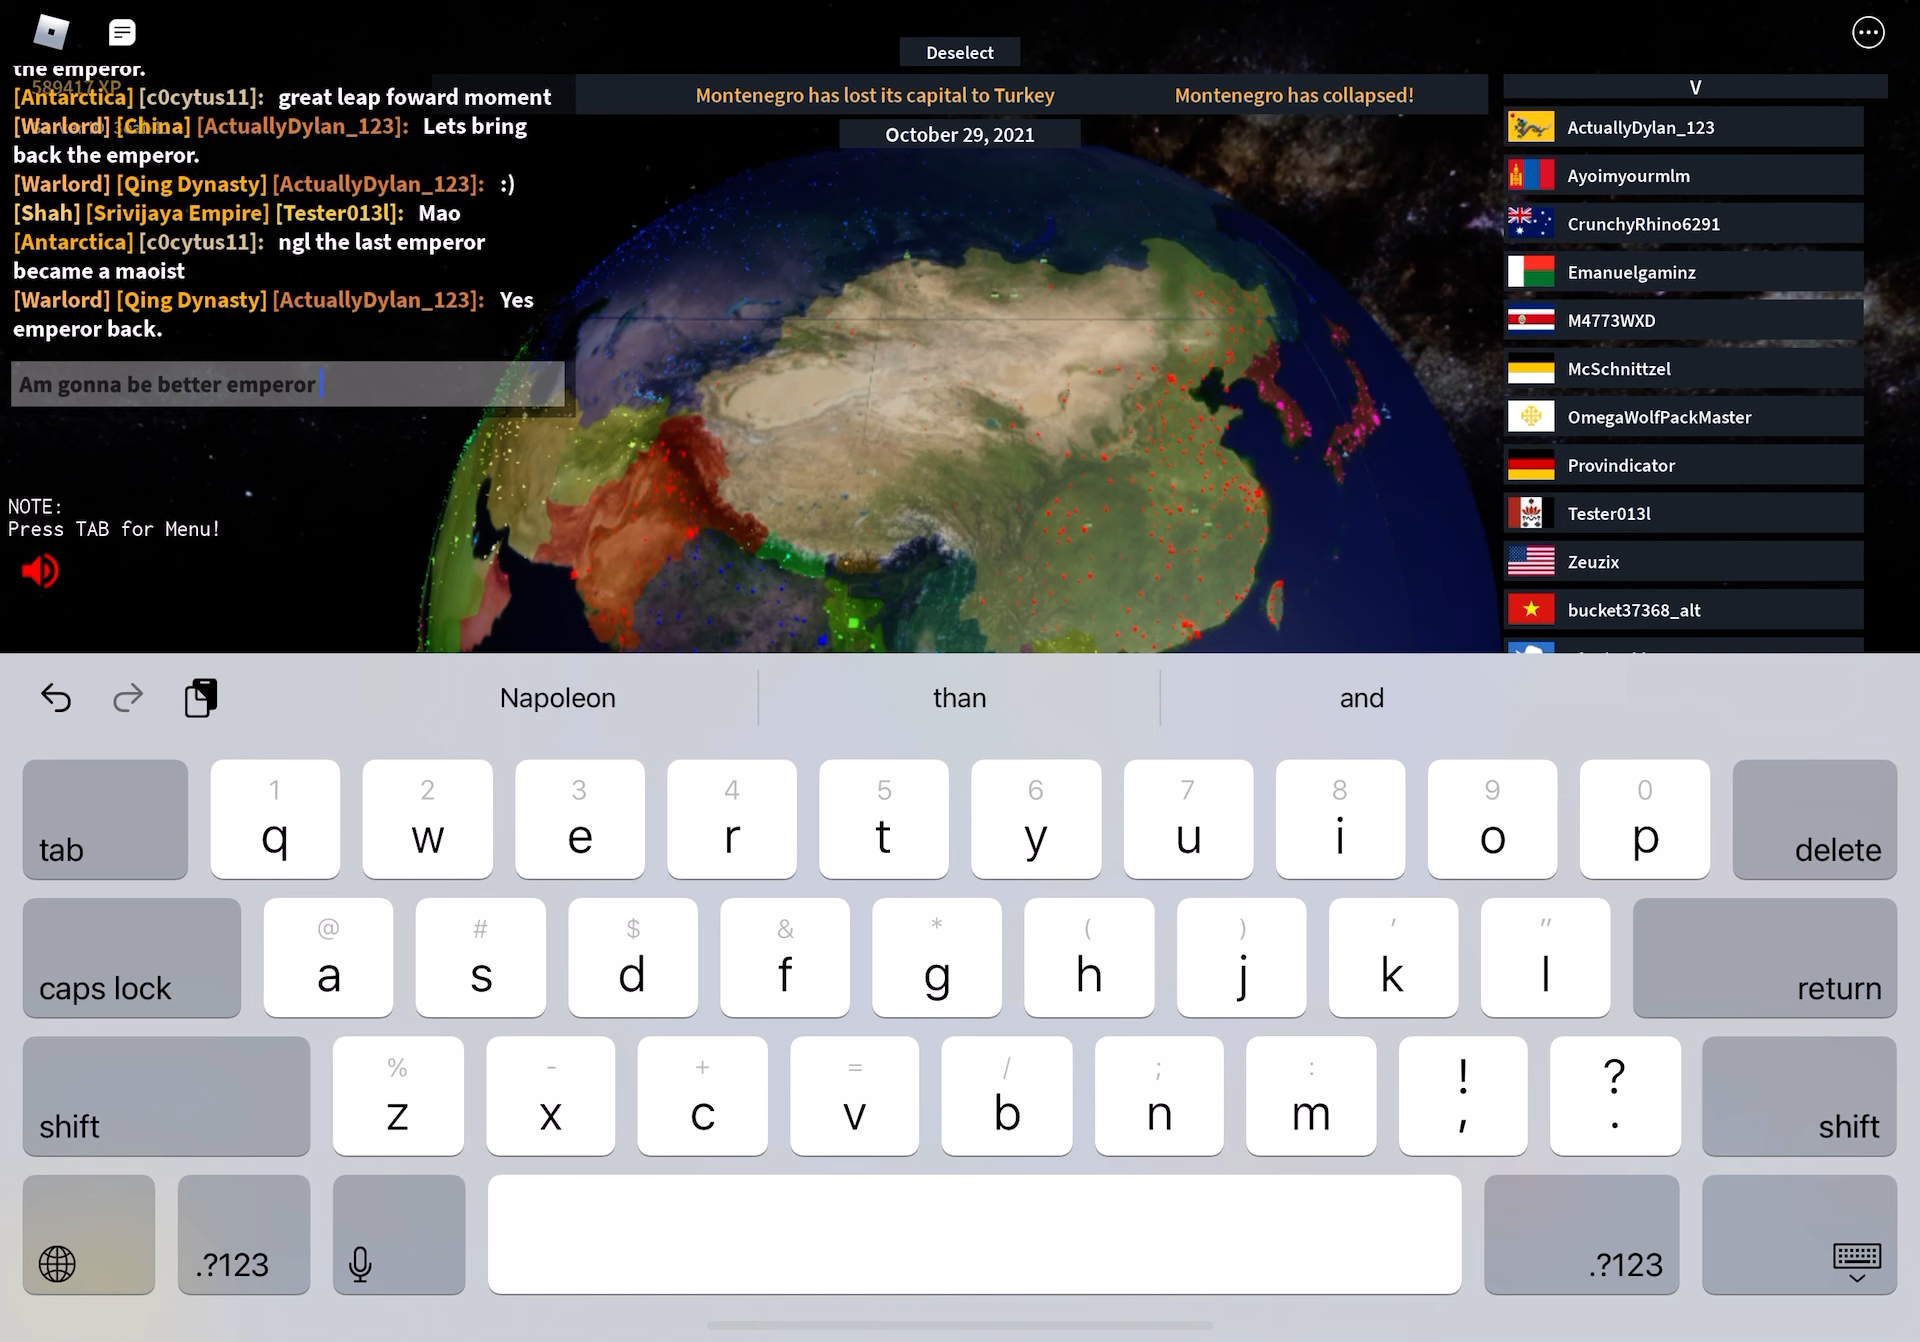 the emperor.
589417 XP
[Antarctica] [c0cytus11]: great leap foward moment
[Warlord] [China] [ActuallyDylan_123]: Lets bring
back the emperor.
[Warlord] [Qing Dynasty] [ActuallyDylan_123]: :)
[Shah] [Srivijaya Empire] [Tester013l]: Mao
[Antarctica] [c0cytus11]: ngl the last emperor
became a maoist
[Warlord] [Qing Dynasty] [ActuallyDylan_123]: Yes
emperor back.
Am gonna be better emperor
NOTE:
Press TAB for Menu!
Deselect
Montenegro has lost its capital to Turkey Montenegro has collapsed!
October 29, 2021
V
ActuallyDylan_123
Ayoimyourmlm
CrunchyRhino6291
Emanuelgaminz
M4773WXD
McSchnittzel
OmegaWolfPackMaster
Provindicator
Tester013l
Zeuzix
bucket37368_alt
Napoleon than and
1 2 3 4 5 6 7 8 9 0
tab q w e r t y u i o p delete
@ # $ & * ( ) ' "
caps lock a s d f g h j k l return
% - + = / ; : ! ?
shift z x c v b n m , . shift
.?123 .?123